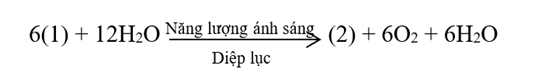 6(1) + 12H₂O Năng lượng ánh sáng (2) + 6O₂ + 6H₂O
Diệp lục